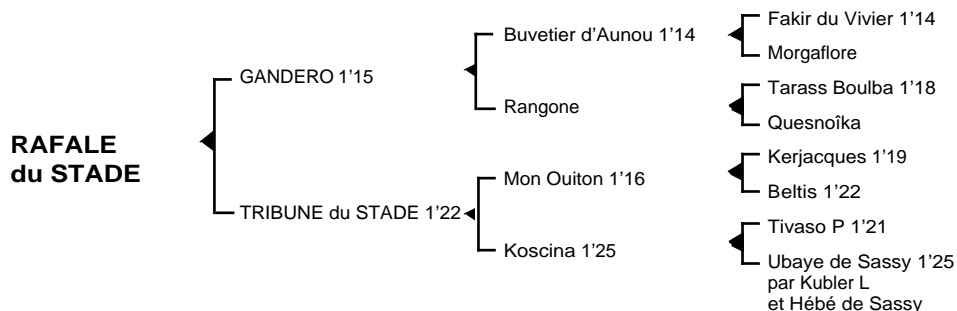 RAFALE
du STADE
GANDERO 1'15
TRIBUNE du STADE 1'22
Buvetier d'Aunou 1'14
Rangone
Mon Ouiton 1'16
Koscina 1'25
Fakir du Vivier 1'14
Morgaflore
Tarass Boulba 1'18
Quesnoîka
Kerjacques 1'19
Beltis 1'22
Tivaso P 1'21
Ubaye de Sassy 1'25
par Kubler L
et Hébé de Sassy